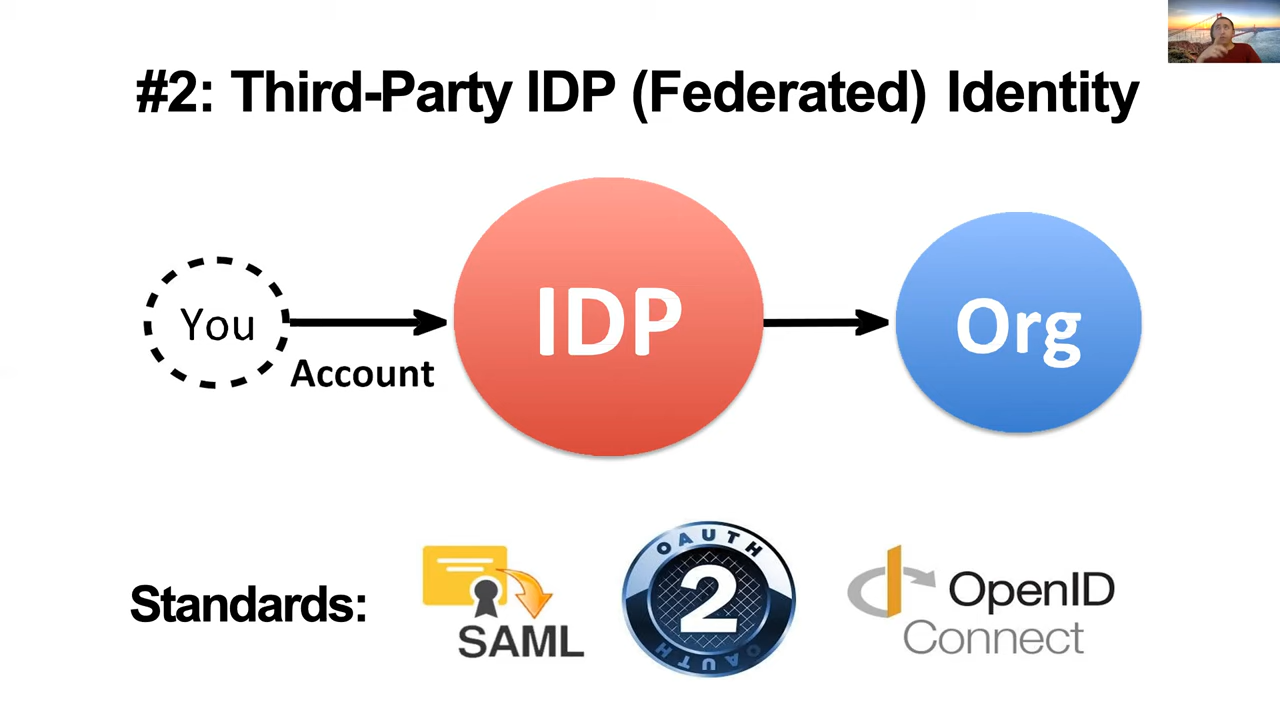 #2: Third-Party IDP (Federated) Identity
You
Account
IDP
Org
Standards:
SAML
OAUTH
2
OAUTH
OpenID
Connect